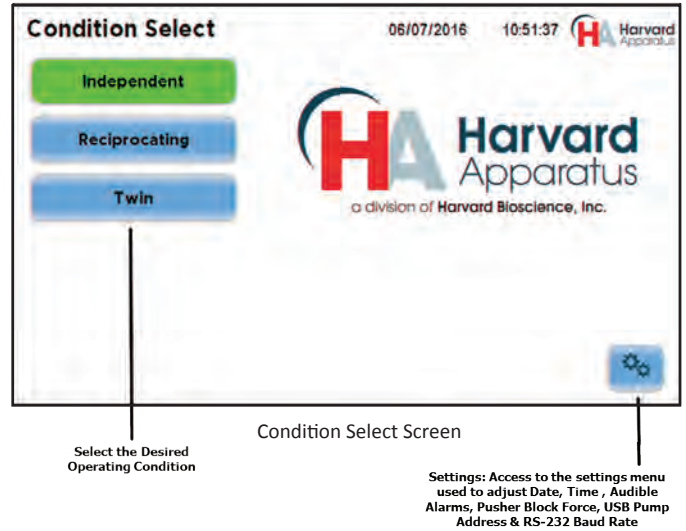 Condition Select
06/07/2016 10:51:37 HA Harvard
Apparatus
Independent
Reciprocating
Twin
HA Harvard
Apparatus
a division of Harvard Bioscience, Inc.
Condition Select Screen
Select the Desired
Operating Condition
Settings: Access to the settings menu
used to adjust Date, Time , Audible
Alarms, Pusher Block Force, USB Pump
Address & RS-232 Baud Rate